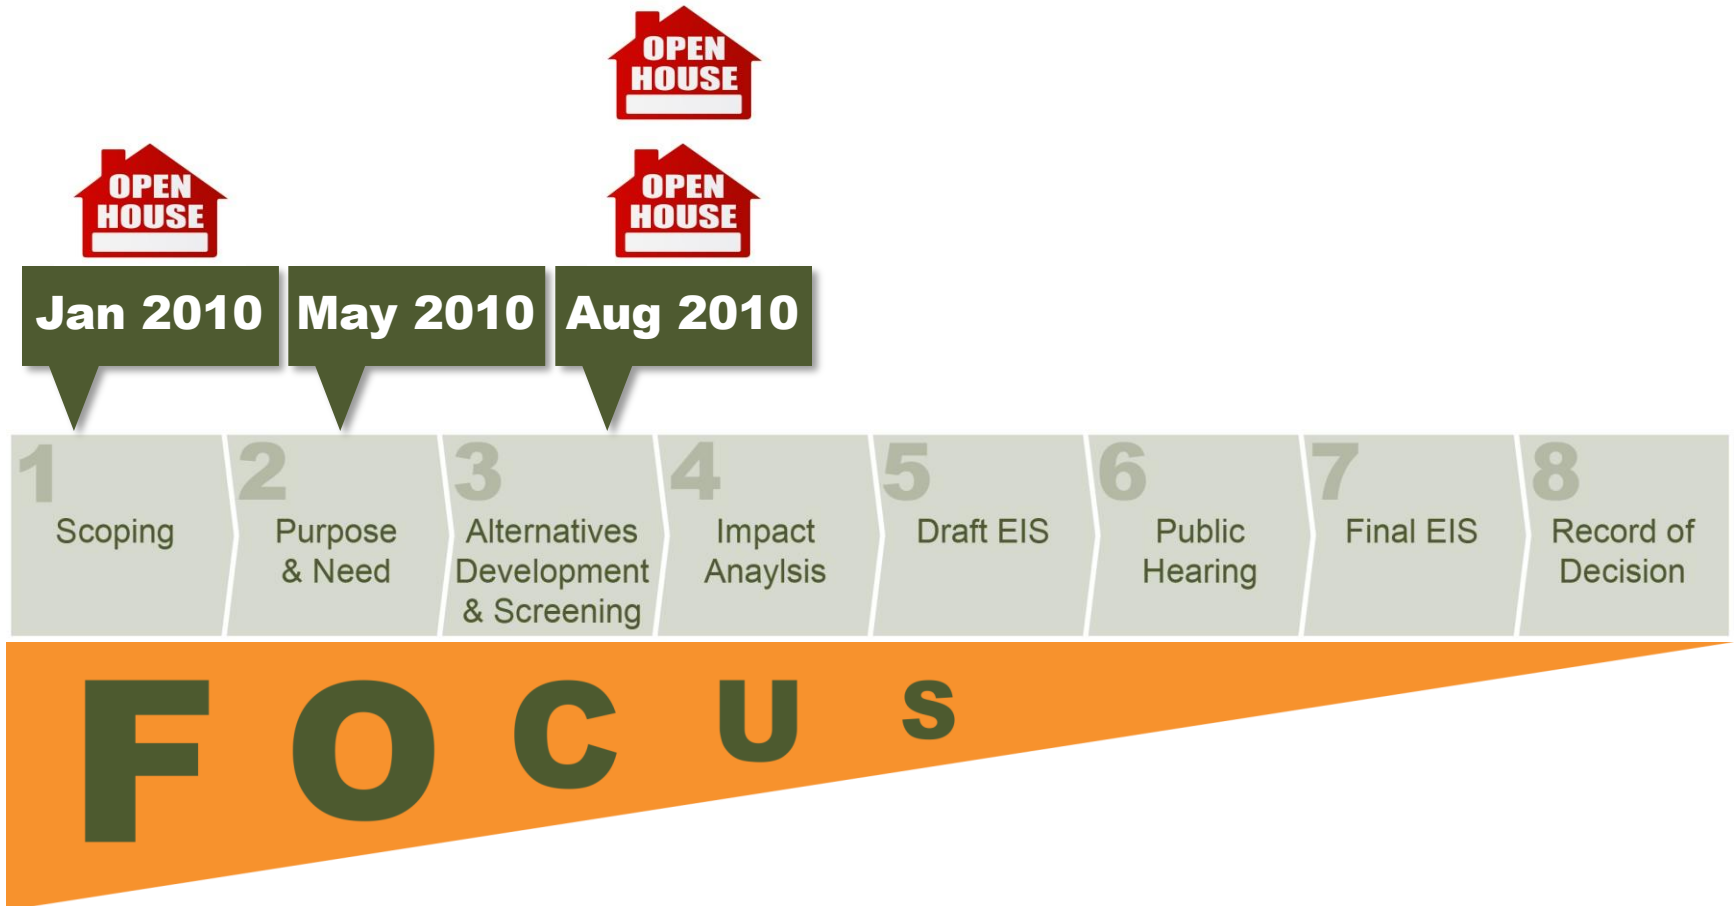 OPEN
HOUSE
OPEN
HOUSE
OPEN
HOUSE
Jan 2010
May 2010
Aug 2010
1
Scoping
2
Purpose
& Need
3
Alternatives
Development
& Screening
4
Impact
Anaylsis
5
Draft EIS
6
Public
Hearing
7
Final EIS
8
Record of
Decision
FOCUS